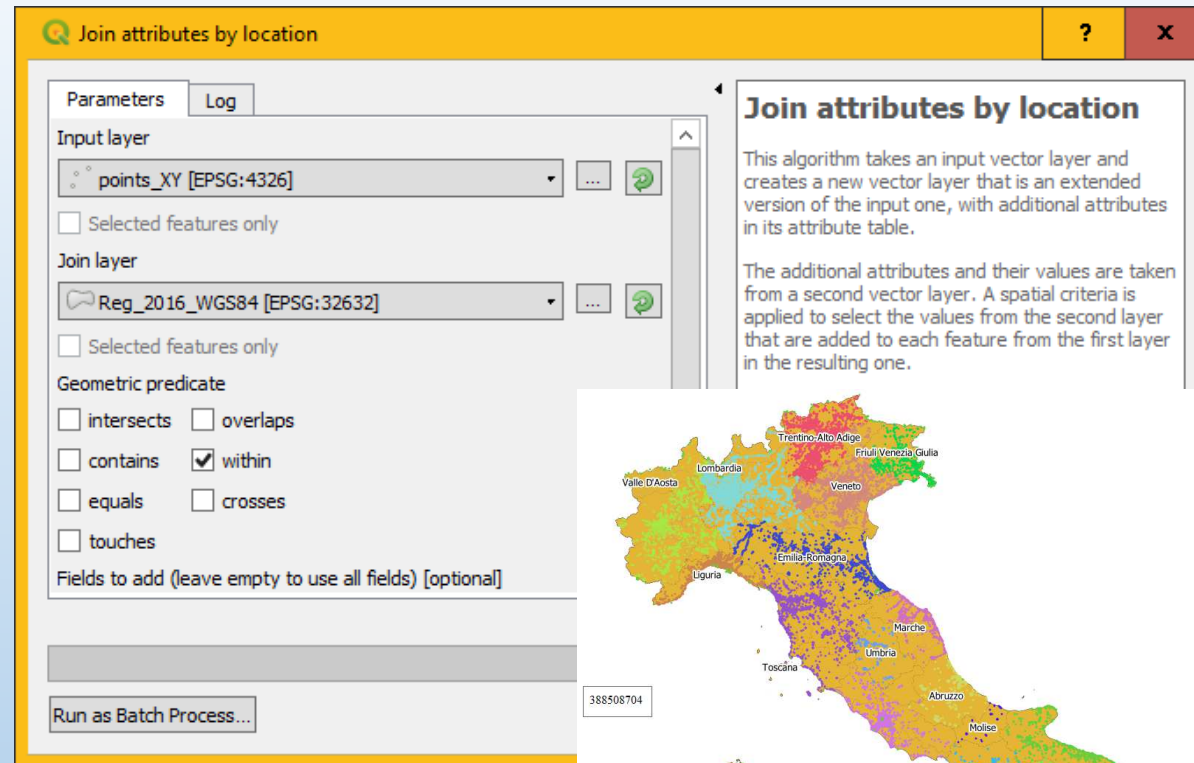 Join attributes by location
?
x
Parameters
Log
Input layer
points_XY [EPSG:4326]
...
Selected features only
Join layer
Reg_2016_WGS84 [EPSG:32632]
...
Selected features only
Geometric predicate
intersects
overlaps
contains
within
equals
crosses
touches
Fields to add (leave empty to use all fields) [optional]
Run as Batch Process...
Join attributes by location
This algorithm takes an input vector layer and
creates a new vector layer that is an extended
version of the input one, with additional attributes
in its attribute table.
The additional attributes and their values are taken
from a second vector layer. A spatial criteria is
applied to select the values from the second layer
that are added to each feature from the first layer
in the resulting one.
Trentino-Alto Adige
Friuli Venezia Giulia
Lombardia
Valle D'Aosta
Veneto
Emilia-Romagna
Liguria
Marche
Umbria
Toscana
Abruzzo
Molise
388508704